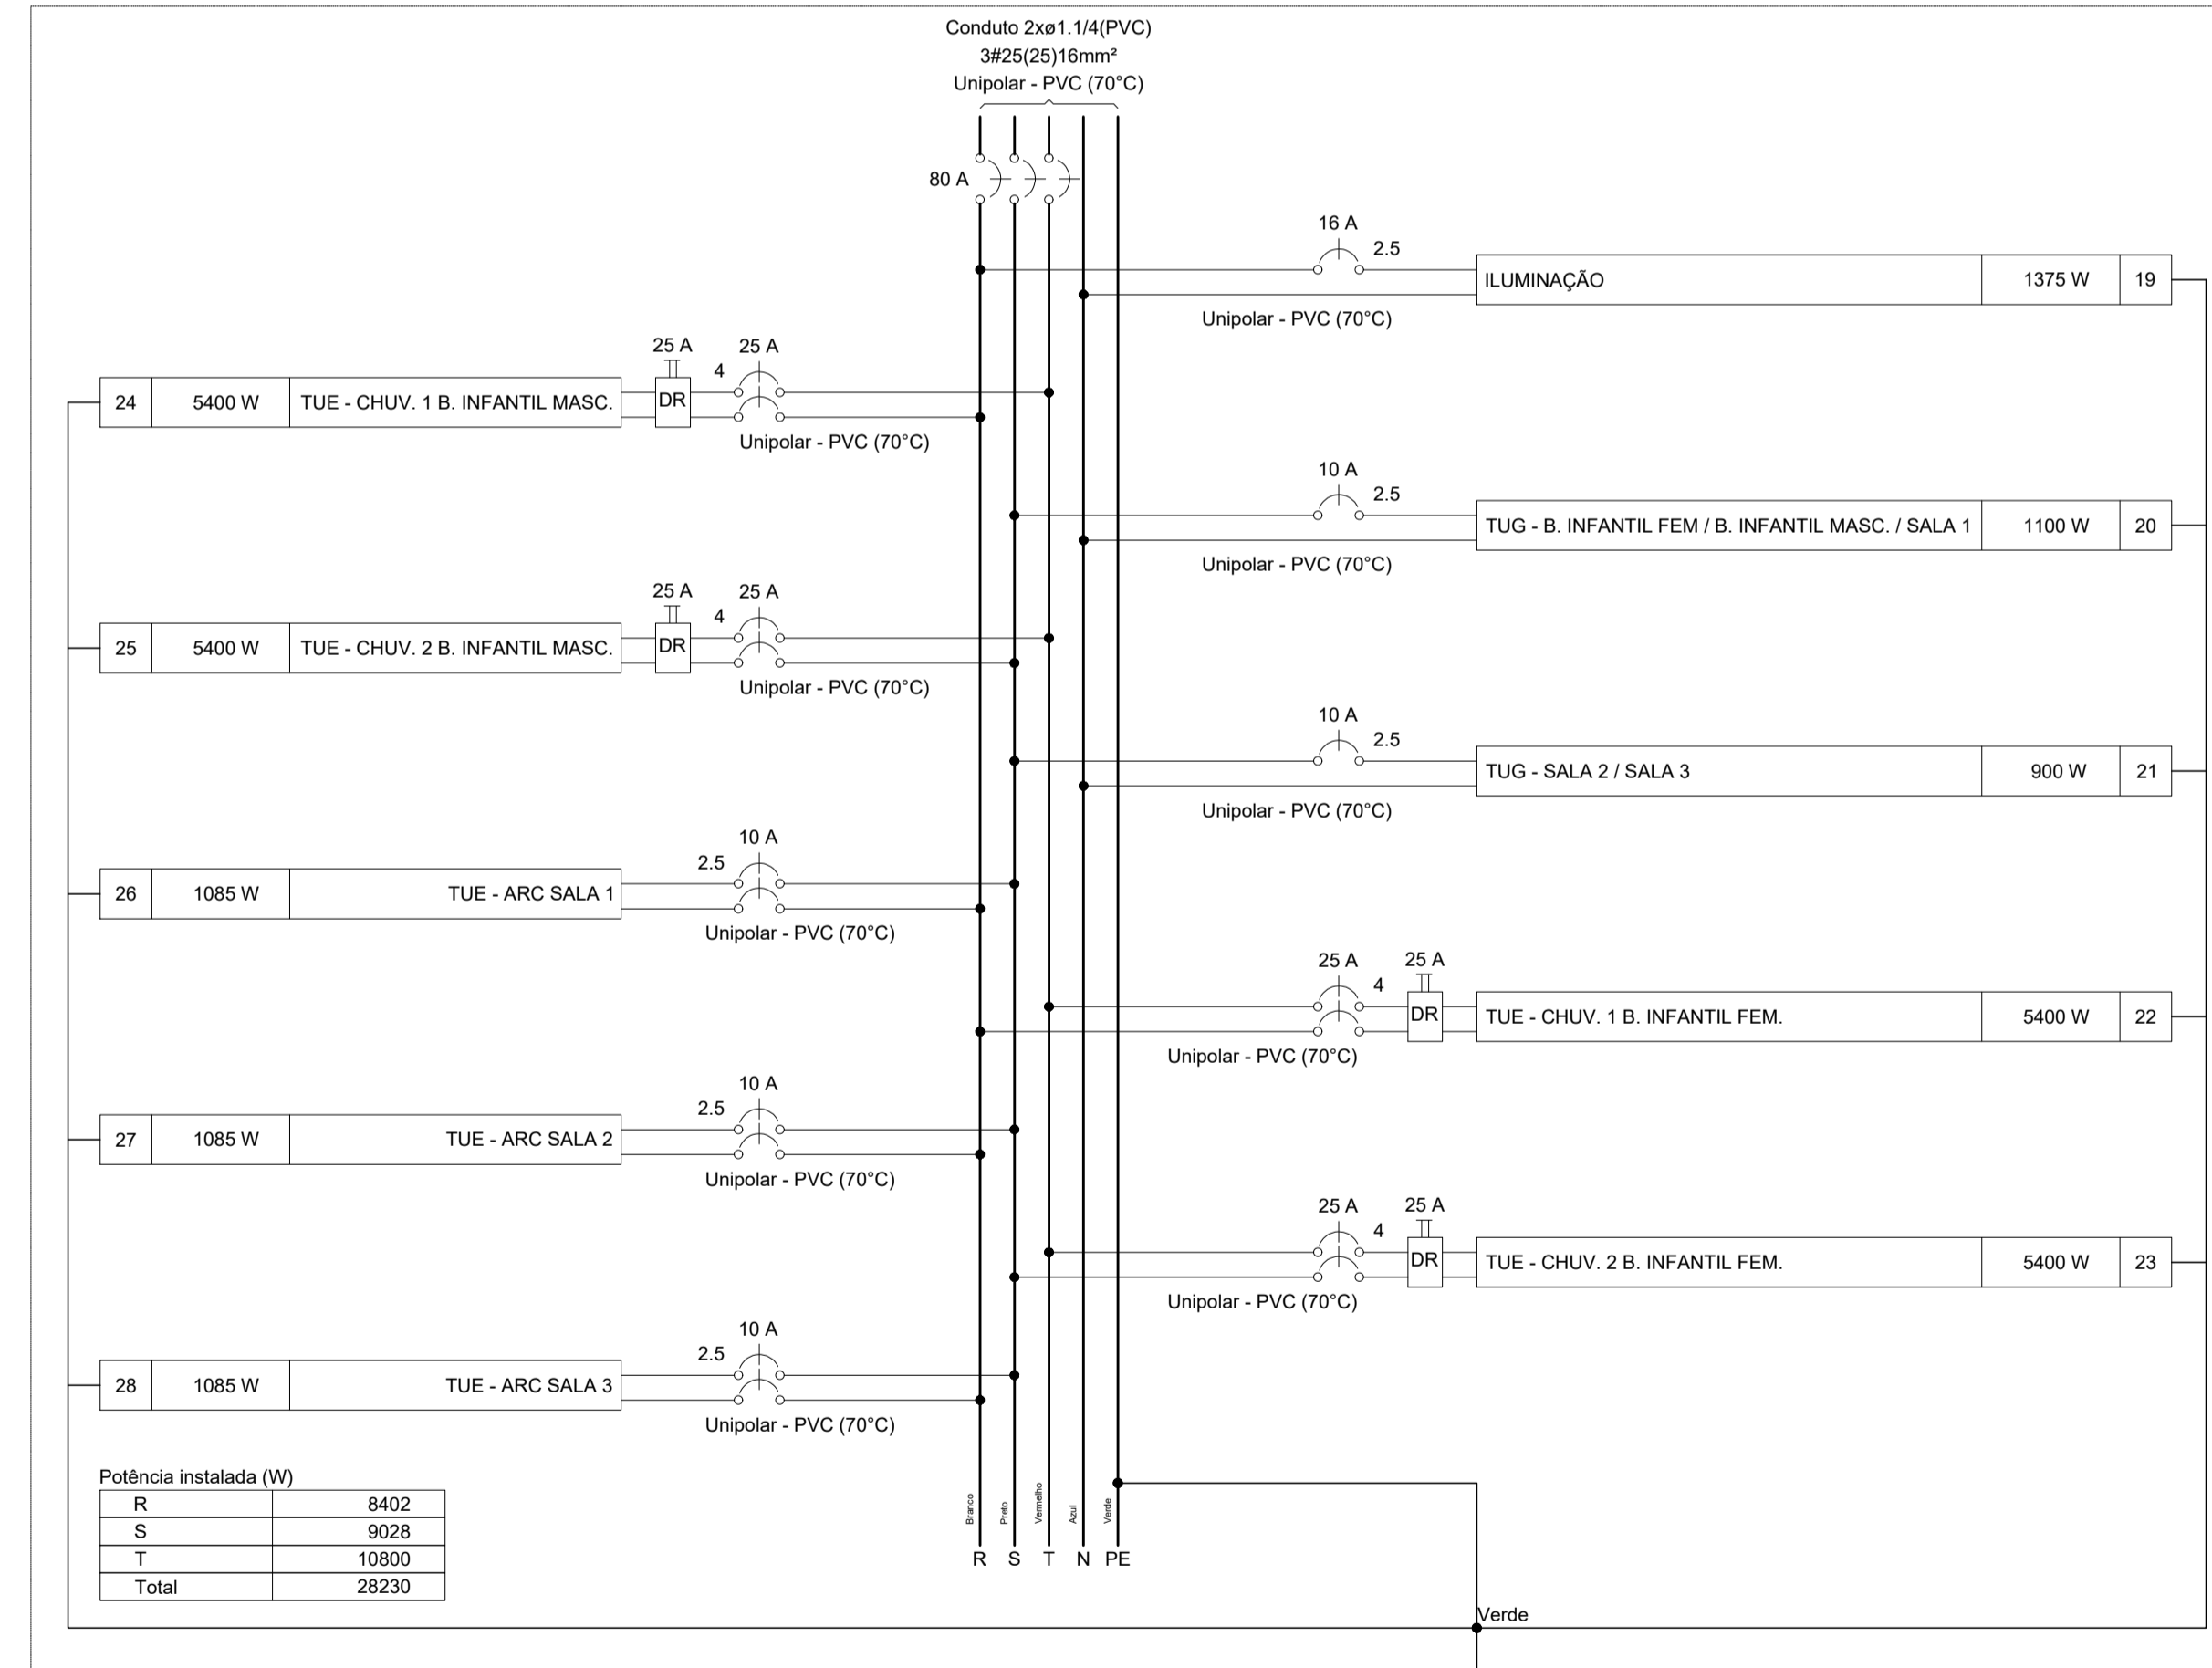 Conduto 2xø1.1/4(PVC)
3#25(25)16mm²
Unipolar - PVC (70°C)
80 A
16 A
2.5
ILUMINAÇÃO 1375 W 19
Unipolar - PVC (70°C)
25 A 25 A
4
24 5400 W TUE - CHUV. 1 B. INFANTIL MASC. DR
Unipolar - PVC (70°C)
10 A
2.5
TUG - B. INFANTIL FEM / B. INFANTIL MASC. / SALA 1 1100 W 20
Unipolar - PVC (70°C)
25 A 25 A
4
25 5400 W TUE - CHUV. 2 B. INFANTIL MASC. DR
Unipolar - PVC (70°C)
10 A
2.5
TUG - SALA 2 / SALA 3 900 W 21
Unipolar - PVC (70°C)
10 A
2.5
26 1085 W TUE - ARC SALA 1
Unipolar - PVC (70°C)
25 A 25 A
4
DR TUE - CHUV. 1 B. INFANTIL FEM. 5400 W 22
Unipolar - PVC (70°C)
10 A
2.5
27 1085 W TUE - ARC SALA 2
Unipolar - PVC (70°C)
25 A 25 A
4
DR TUE - CHUV. 2 B. INFANTIL FEM. 5400 W 23
Unipolar - PVC (70°C)
10 A
2.5
28 1085 W TUE - ARC SALA 3
Unipolar - PVC (70°C)
Potência instalada (W)
R 8402
S 9028
T 10800
Total 28230
Branco Preto Vermelho Azul Verde
R S T N PE
Verde